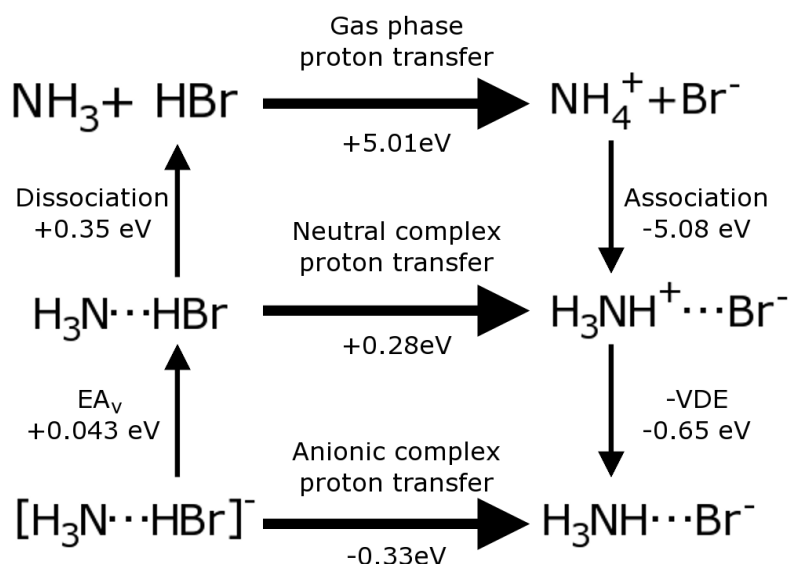 Gas phase
proton transfer
NH₃+ HBr
NH₄⁺+Br⁻
+5.01eV
Dissociation
+0.35 eV
Association
-5.08 eV
Neutral complex
proton transfer
H₃N···HBr
H₃NH⁺···Br⁻
+0.28eV
EAᵥ
+0.043 eV
-VDE
-0.65 eV
Anionic complex
proton transfer
[H₃N···HBr]⁻
H₃NH···Br⁻
-0.33eV